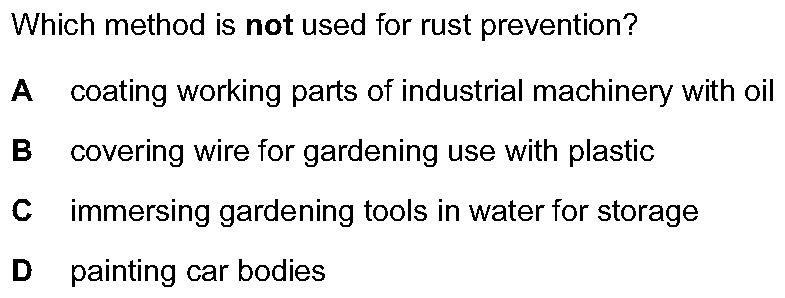 Which method is not used for rust prevention?
A coating working parts of industrial machinery with oil
B covering wire for gardening use with plastic
C immersing gardening tools in water for storage
D painting car bodies